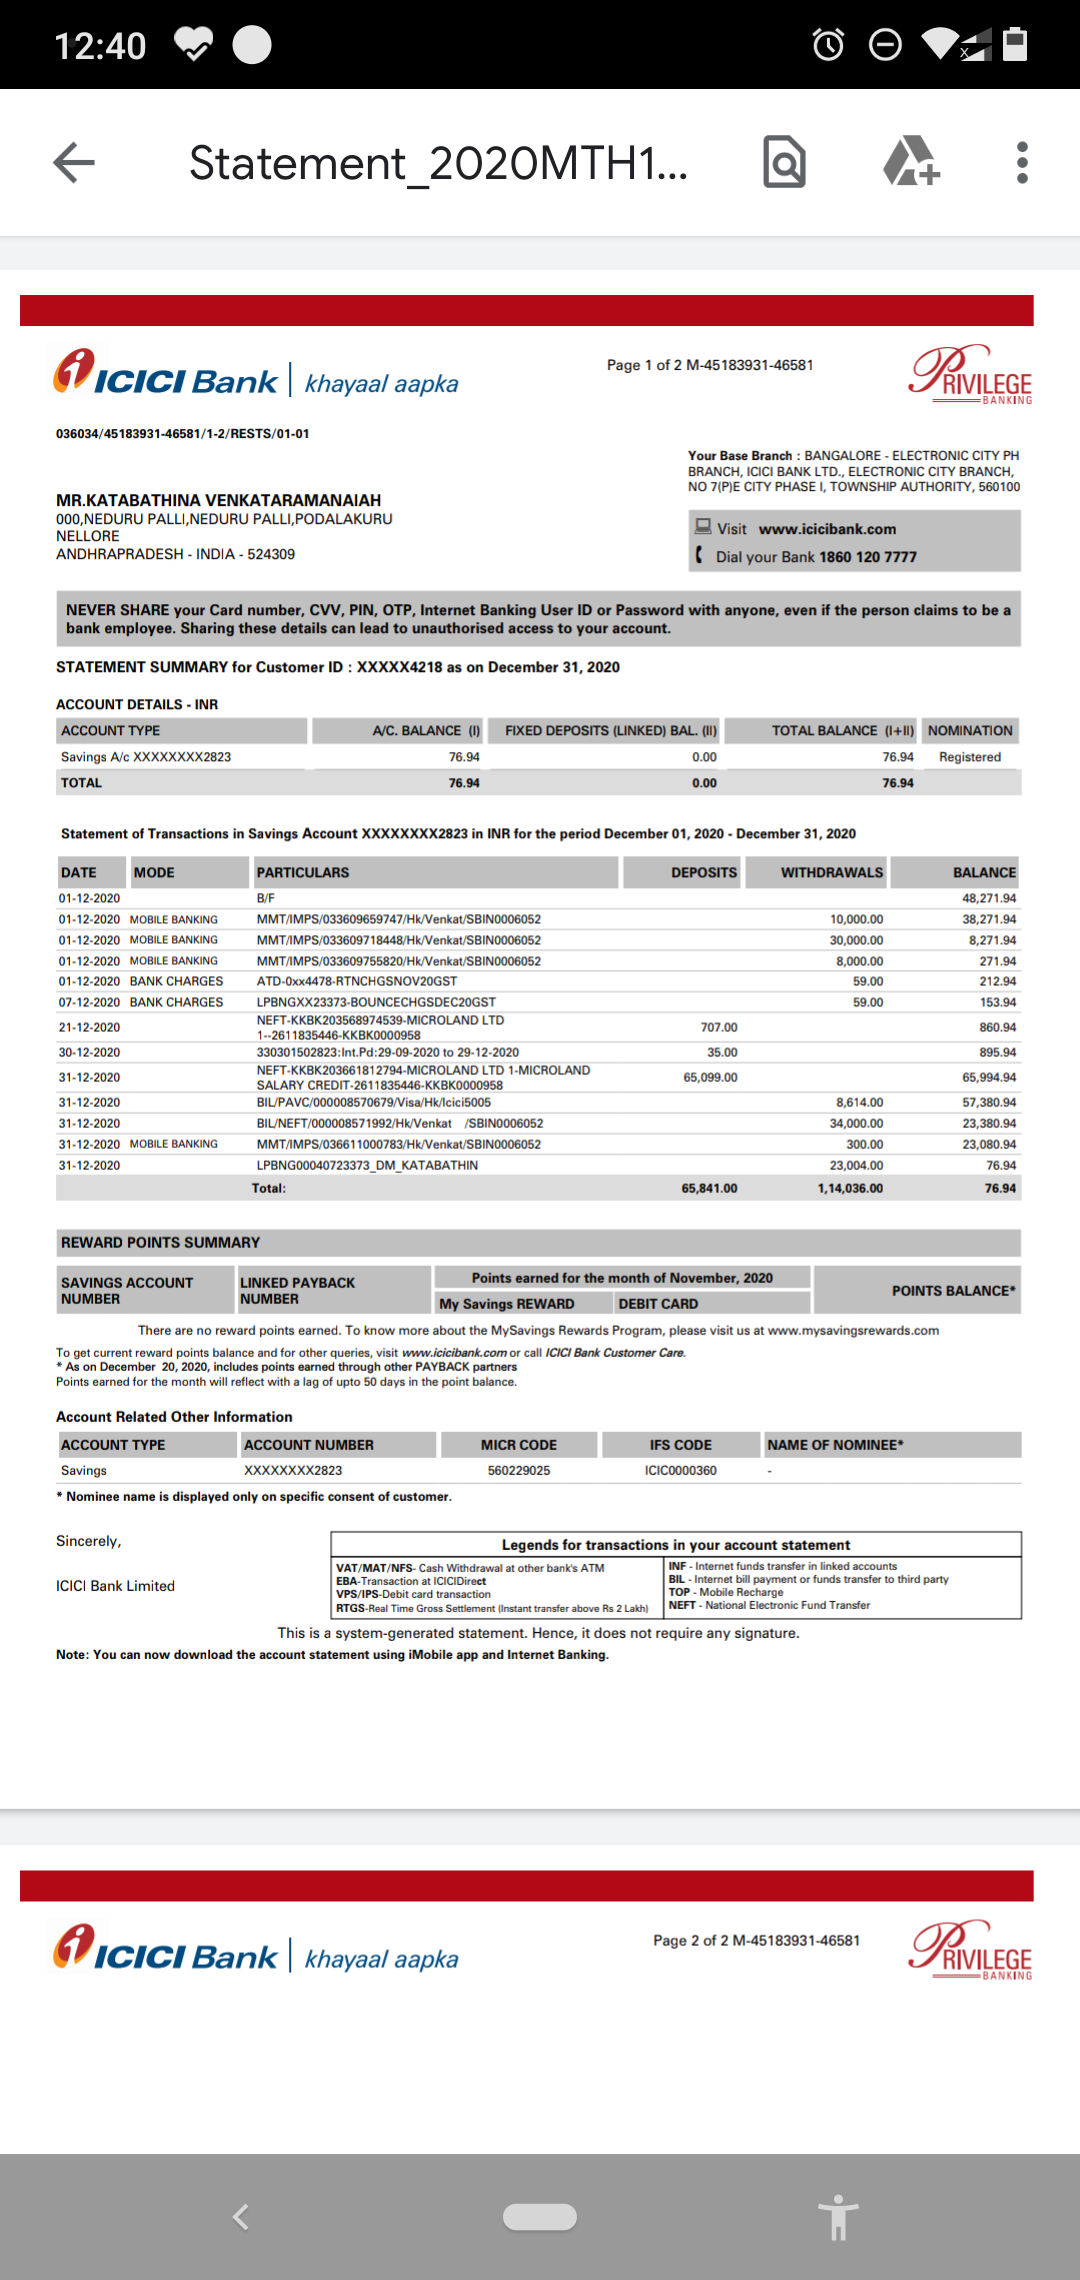 12:40
Statement_2020MTH1...
ICICI Bank | khayaal aapka
Page 1 of 2 M-45183931-46581
PRIVILEGE
BANKING
036034/45183931-46581/1-2/RESTS/01-01
Your Base Branch : BANGALORE - ELECTRONIC CITY PH
BRANCH, ICICI BANK LTD., ELECTRONIC CITY BRANCH,
NO 7(P)E CITY PHASE I, TOWNSHIP AUTHORITY, 560100
MR.KATABATHINA VENKATARAMANAIAH
000,NEDURU PALLI,NEDURU PALLI,PODALAKURU
NELLORE
ANDHRAPRADESH - INDIA - 524309
Visit www.icicibank.com
Dial your Bank 1860 120 7777
NEVER SHARE your Card number, CVV, PIN, OTP, Internet Banking User ID or Password with anyone, even if the person claims to be a
bank employee. Sharing these details can lead to unauthorised access to your account.
STATEMENT SUMMARY for Customer ID : XXXXX4218 as on December 31, 2020
ACCOUNT DETAILS - INR
ACCOUNT TYPE A/C. BALANCE (I) FIXED DEPOSITS (LINKED) BAL. (II) TOTAL BALANCE (I+II) NOMINATION
Savings A/c XXXXXXXX2823 76.94 0.00 76.94 Registered
TOTAL 76.94 0.00 76.94
Statement of Transactions in Savings Account XXXXXXXX2823 in INR for the period December 01, 2020 - December 31, 2020
DATE MODE PARTICULARS DEPOSITS WITHDRAWALS BALANCE
01-12-2020 B/F 48,271.94
01-12-2020 MOBILE BANKING MMT/IMPS/033609659747/Hk/Venkat/SBIN0006052 10,000.00 38,271.94
01-12-2020 MOBILE BANKING MMT/IMPS/033609718448/Hk/Venkat/SBIN0006052 30,000.00 8,271.94
01-12-2020 MOBILE BANKING MMT/IMPS/033609755820/Hk/Venkat/SBIN0006052 8,000.00 271.94
01-12-2020 BANK CHARGES ATD-0xx4478-RTNCHGSNOV20GST 59.00 212.94
07-12-2020 BANK CHARGES LPBNGXX23373-BOUNCECHGSDEC20GST 59.00 153.94
21-12-2020 NEFT-KKBK203568974539-MICROLAND LTD 707.00 860.94
1--2611835446-KKBK0000958
30-12-2020 330301502823:Int.Pd:29-09-2020 to 29-12-2020 35.00 895.94
31-12-2020 NEFT-KKBK203661812794-MICROLAND LTD 1-MICROLAND 65,099.00 65,994.94
SALARY CREDIT-2611835446-KKBK0000958
31-12-2020 BIL/PAVC/000008570679/Visa/Hk/Icici5005 8,614.00 57,380.94
31-12-2020 BIL/NEFT/000008571992/Hk/Venkat /SBIN0006052 34,000.00 23,380.94
31-12-2020 MOBILE BANKING MMT/IMPS/036611000783/Hk/Venkat/SBIN0006052 300.00 23,080.94
31-12-2020 LPBNG00040723373_DM_KATABATHIN 23,004.00 76.94
Total: 65,841.00 1,14,036.00 76.94
REWARD POINTS SUMMARY
SAVINGS ACCOUNT NUMBER LINKED PAYBACK NUMBER Points earned for the month of November, 2020 POINTS BALANCE*
My Savings REWARD DEBIT CARD
There are no reward points earned. To know more about the MySavings Rewards Program, please visit us at www.mysavingsrewards.com
To get current reward points balance and for other queries, visit www.icicibank.com or call ICICI Bank Customer Care.
* As on December 20, 2020, includes points earned through other PAYBACK partners
Points earned for the month will reflect with a lag of upto 50 days in the point balance.
Account Related Other Information
ACCOUNT TYPE ACCOUNT NUMBER MICR CODE IFS CODE NAME OF NOMINEE*
Savings XXXXXXXX2823 560229025 ICIC0000360 -
* Nominee name is displayed only on specific consent of customer.
Sincerely,
ICICI Bank Limited
Legends for transactions in your account statement
VAT/MAT/NFS- Cash Withdrawal at other bank's ATM
EBA-Transaction at ICICIDirect
VPS/IPS-Debit card transaction
RTGS-Real Time Gross Settlement (Instant transfer above Rs 2 Lakh)
INF - Internet funds transfer in linked accounts
BIL - Internet bill payment or funds transfer to third party
TOP - Mobile Recharge
NEFT - National Electronic Fund Transfer
This is a system-generated statement. Hence, it does not require any signature.
Note: You can now download the account statement using iMobile app and Internet Banking.
ICICI Bank | khayaal aapka
Page 2 of 2 M-45183931-46581
PRIVILEGE
BANKING